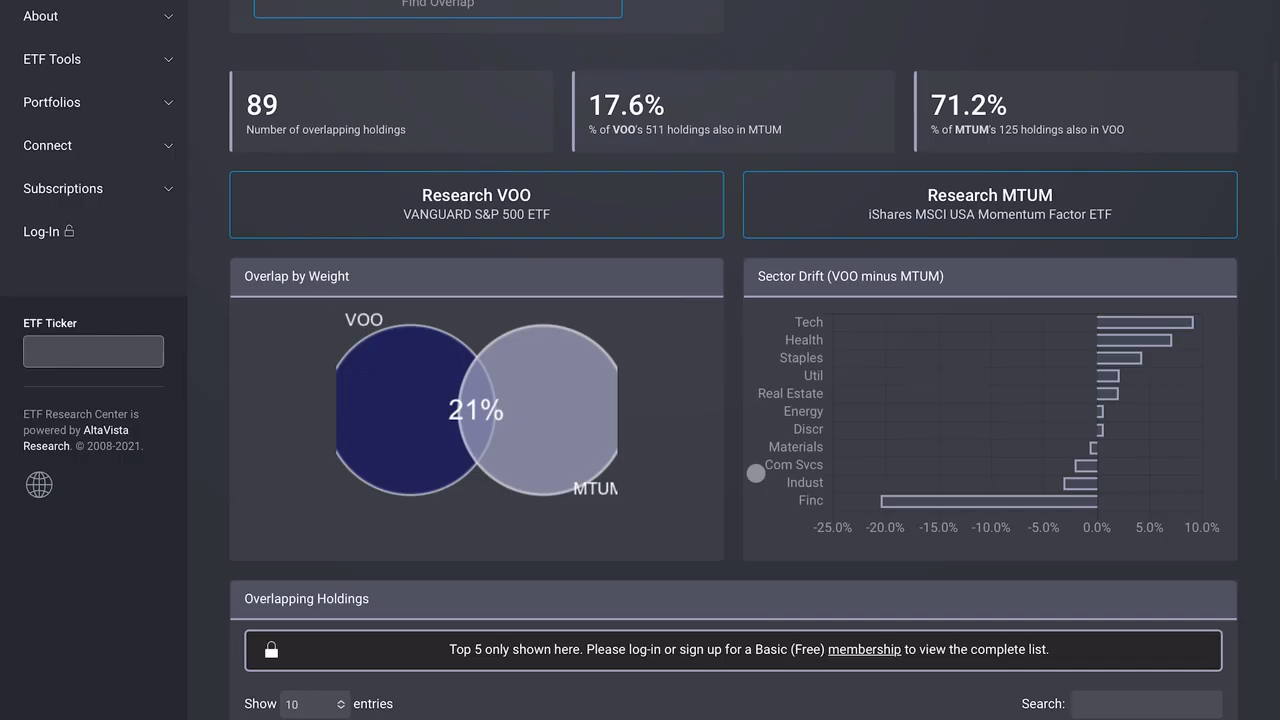 About
ETF Tools
Portfolios
Connect
Subscriptions
Log-In
ETF Ticker
ETF Research Center is
powered by AltaVista
Research. © 2008-2021.
Find Overlap
89
Number of overlapping holdings
17.6%
% of VOO's 511 holdings also in MTUM
71.2%
% of MTUM's 125 holdings also in VOO
Research VOO
VANGUARD S&P 500 ETF
Research MTUM
iShares MSCI USA Momentum Factor ETF
Overlap by Weight
VOO
21%
MTUM
Sector Drift (VOO minus MTUM)
Tech
Health
Staples
Util
Real Estate
Energy
Discr
Materials
Com Svcs
Indust
Finc
-25.0% -20.0% -15.0% -10.0% -5.0% 0.0% 5.0% 10.0%
Overlapping Holdings
Top 5 only shown here. Please log-in or sign up for a Basic (Free) membership to view the complete list.
Show 10 entries
Search: